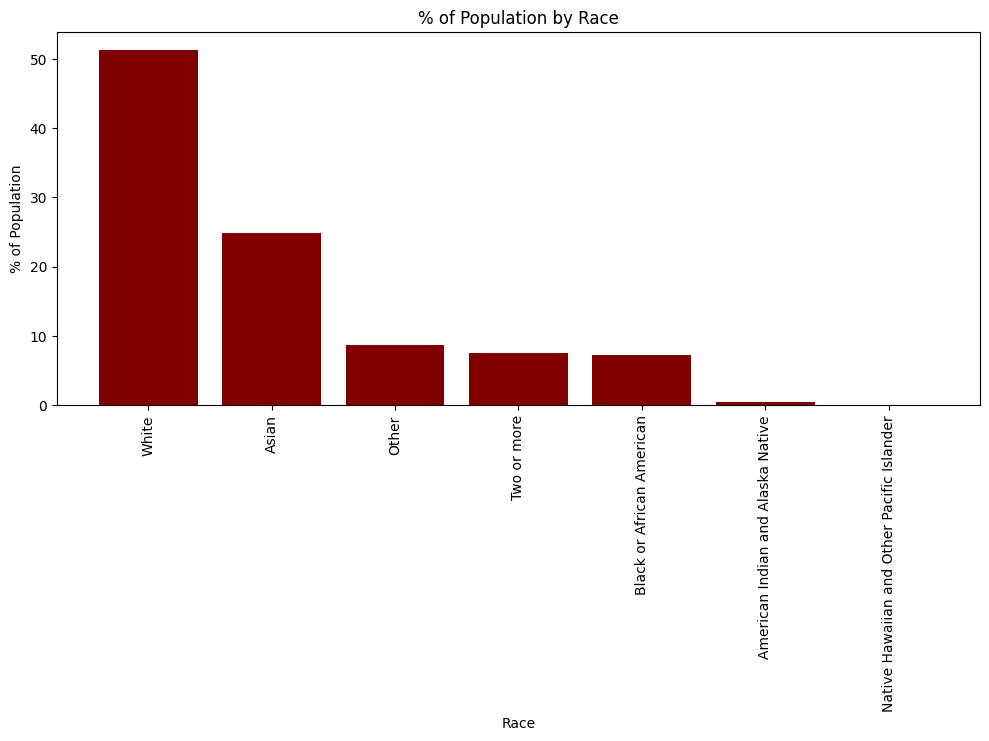 % of Population by Race
% of Population
50
40
30
20
10
0
White
Asian
Other
Two or more
Black or African American
American Indian and Alaska Native
Native Hawaiian and Other Pacific Islander
Race